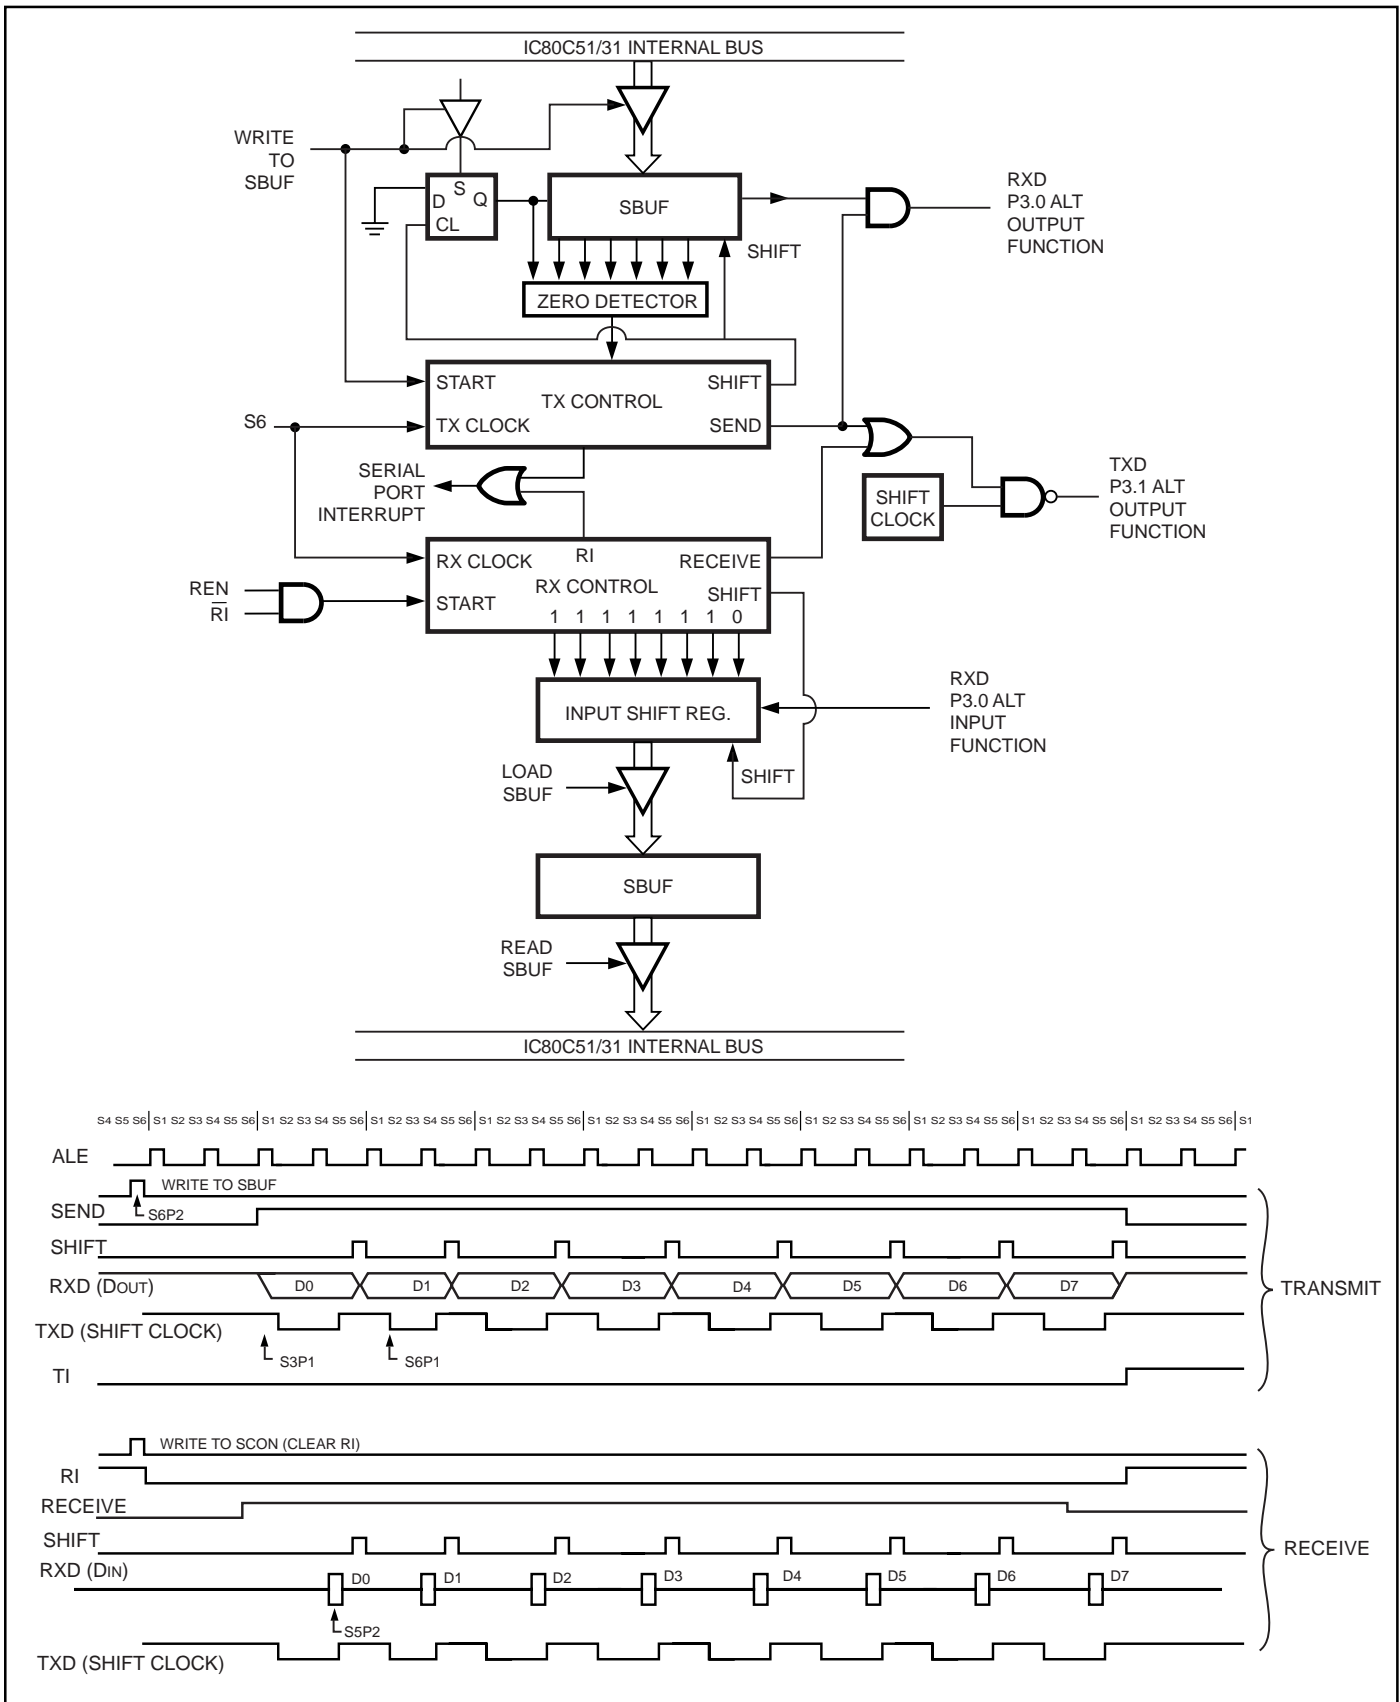 IC80C51/31 INTERNAL BUS
WRITE
TO
SBUF
D S Q
CL
SBUF
SHIFT
RXD
P3.0 ALT
OUTPUT
FUNCTION
ZERO DETECTOR
START
SHIFT
TX CONTROL
S6
TX CLOCK
SEND
SERIAL
PORT
INTERRUPT
SHIFT
CLOCK
TXD
P3.1 ALT
OUTPUT
FUNCTION
RX CLOCK
RI
RECEIVE
REN
R̅I̅
RX CONTROL
SHIFT
START
1 1 1 1 1 1 1 0
INPUT SHIFT REG.
RXD
P3.0 ALT
INPUT
FUNCTION
LOAD
SBUF
SHIFT
SBUF
READ
SBUF
IC80C51/31 INTERNAL BUS
S4 S5 S6 S1 S2 S3 S4 S5 S6 S1 S2 S3 S4 S5 S6 S1 S2 S3 S4 S5 S6 S1 S2 S3 S4 S5 S6 S1 S2 S3 S4 S5 S6 S1 S2 S3 S4 S5 S6 S1 S2 S3 S4 S5 S6 S1 S2 S3 S4 S5 S6 S1 S2 S3 S4 S5 S6 S1 S2 S3 S4 S5 S6 S1
ALE
WRITE TO SBUF
SEND
S6P2
SHIFT
RXD (DOUT)
D0 D1 D2 D3 D4 D5 D6 D7
TRANSMIT
TXD (SHIFT CLOCK)
S3P1
S6P1
TI
WRITE TO SCON (CLEAR RI)
RI
RECEIVE
SHIFT
RXD (DIN)
D0 D1 D2 D3 D4 D5 D6 D7
RECEIVE
S5P2
TXD (SHIFT CLOCK)